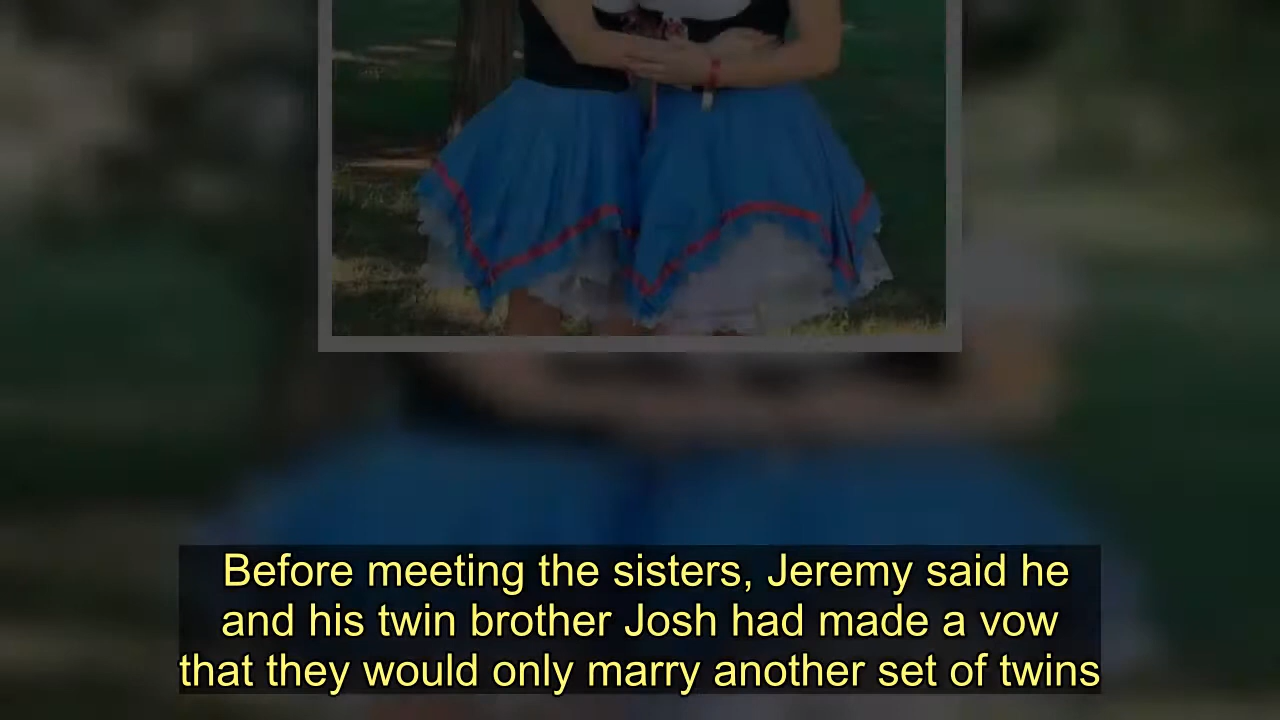 Before meeting the sisters, Jeremy said he
and his twin brother Josh had made a vow
that they would only marry another set of twins